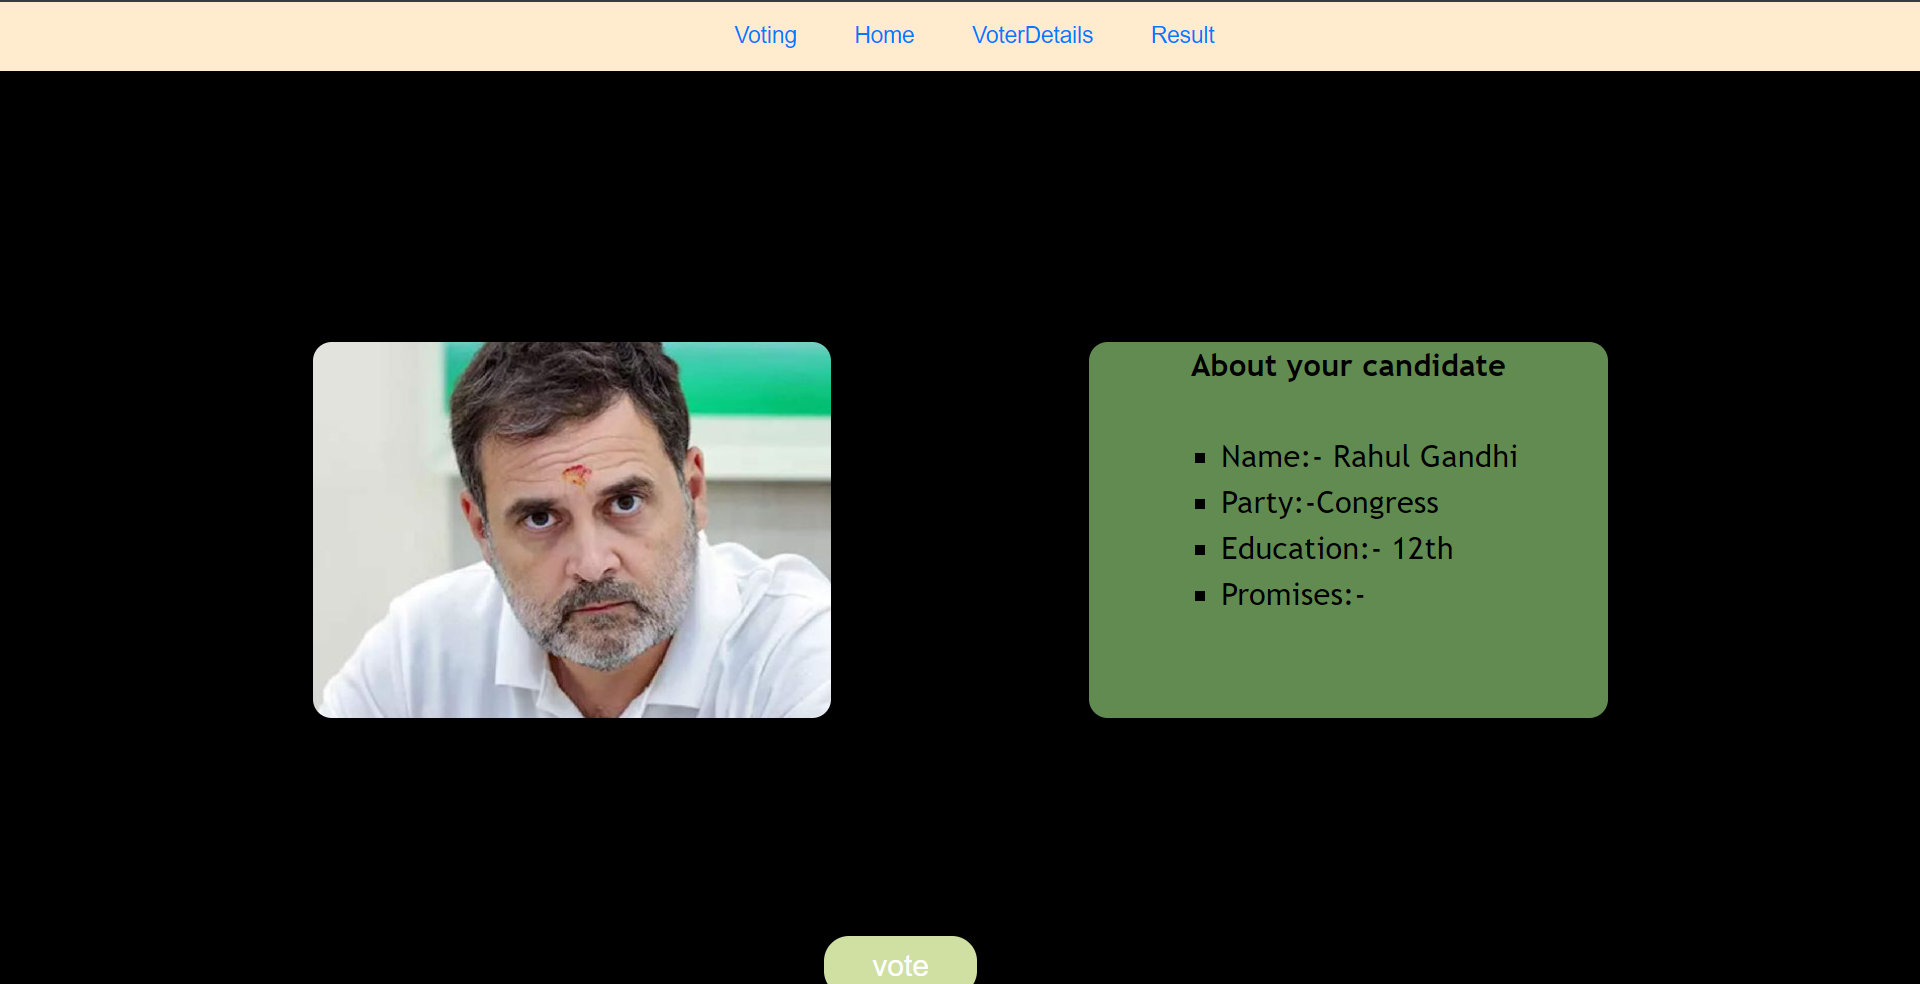 Voting Home VoterDetails Result
About your candidate
Name:- Rahul Gandhi
Party:-Congress
Education:- 12th
Promises:-
vote